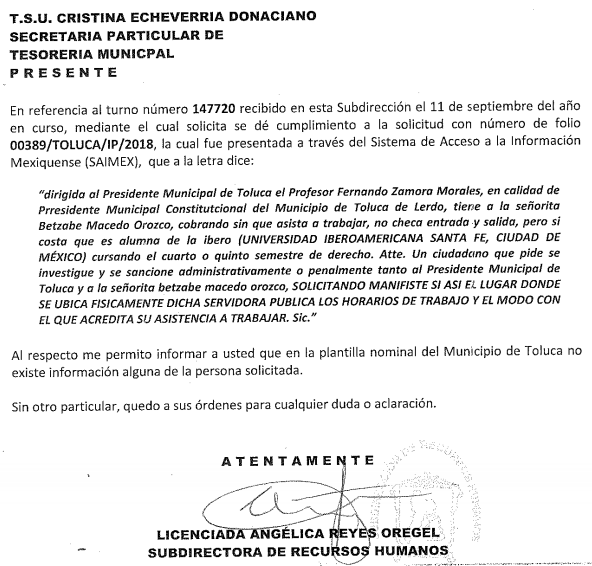 T.S.U. CRISTINA ECHEVERRIA DONACIANO
SECRETARIA PARTICULAR DE
TESORERIA MUNICPAL
P R E S E N T E
En referencia al turno número 147720 recibido en esta Subdirección el 11 de septiembre del año
en curso, mediante el cual solicita se dé cumplimiento a la solicitud con número de folio
00389/TOLUCA/IP/2018, la cual fue presentada a través del Sistema de Acceso a la Información
Mexiquense (SAIMEX), que a la letra dice:
"dirigida al Presidente Municipal de Toluca el Profesor Fernando Zamora Morales, en calidad de
Prresidente Municipal Constitutcional del Municipio de Toluca de Lerdo, tiene a la señorita
Betzabe Macedo Orozco, cobrando sin que asista a trabajar, no checa entrada y salida, pero si
costa que es alumna de la ibero (UNIVERSIDAD IBEROAMERICANA SANTA FE, CIUDAD DE
MÉXICO) cursando el cuarto o quinto semestre de derecho. Atte. Un ciudadano que pide se
investigue y se sancione administrativamente o penalmente tanto al Presidente Municipal de
Toluca y a la señorita betzabe macedo orozco, SOLICITANDO MANIFISTE SI ASI EL LUGAR DONDE
SE UBICA FISICAMENTE DICHA SERVIDORA PUBLICA LOS HORARIOS DE TRABAJO Y EL MODO CON
EL QUE ACREDITA SU ASISTENCIA A TRABAJAR. Sic."
Al respecto me permito informar a usted que en la plantilla nominal del Municipio de Toluca no
existe información alguna de la persona solicitada.
Sin otro particular, quedo a sus órdenes para cualquier duda o aclaración.
A T E N T A M E N T E
LICENCIADA ANGÉLICA REYES OREGEL
SUBDIRECTORA DE RECURSOS HUMANOS